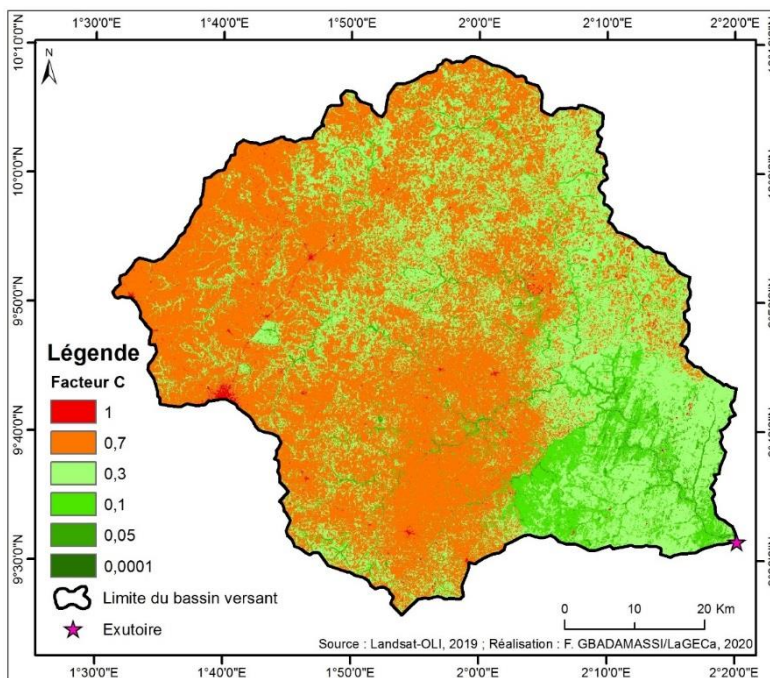 1°30'0"E 1°40'0"E 1°50'0"E 2°0'0"E 2°10'0"E 2°20'0"E
10°10'0"N
N
10°0'0"N
9°50'0"N
9°40'0"N
9°30'0"N
Légende
Facteur C
1
0,7
0,3
0,1
0,05
0,0001
Limite du bassin versant
Exutoire
0 10 20 Km
Source : Landsat-OLI, 2019 ; Réalisation : F. GBADAMASSI/LaGECa, 2020
1°30'0"E 1°40'0"E 1°50'0"E 2°0'0"E 2°10'0"E 2°20'0"E